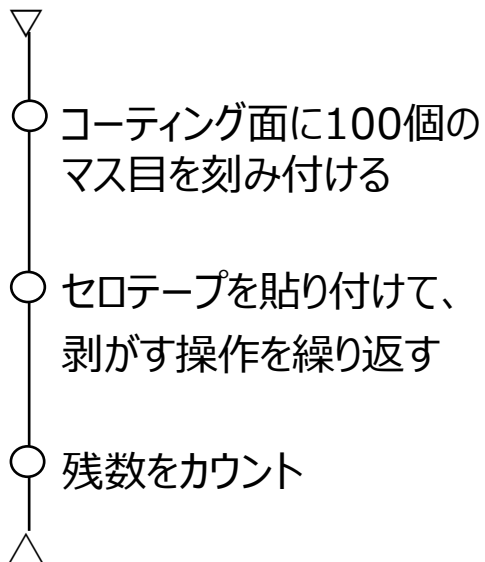 コーティング面に100個の
マス目を刻み付ける
セロテープを貼り付けて、
剥がす操作を繰り返す
残数をカウント